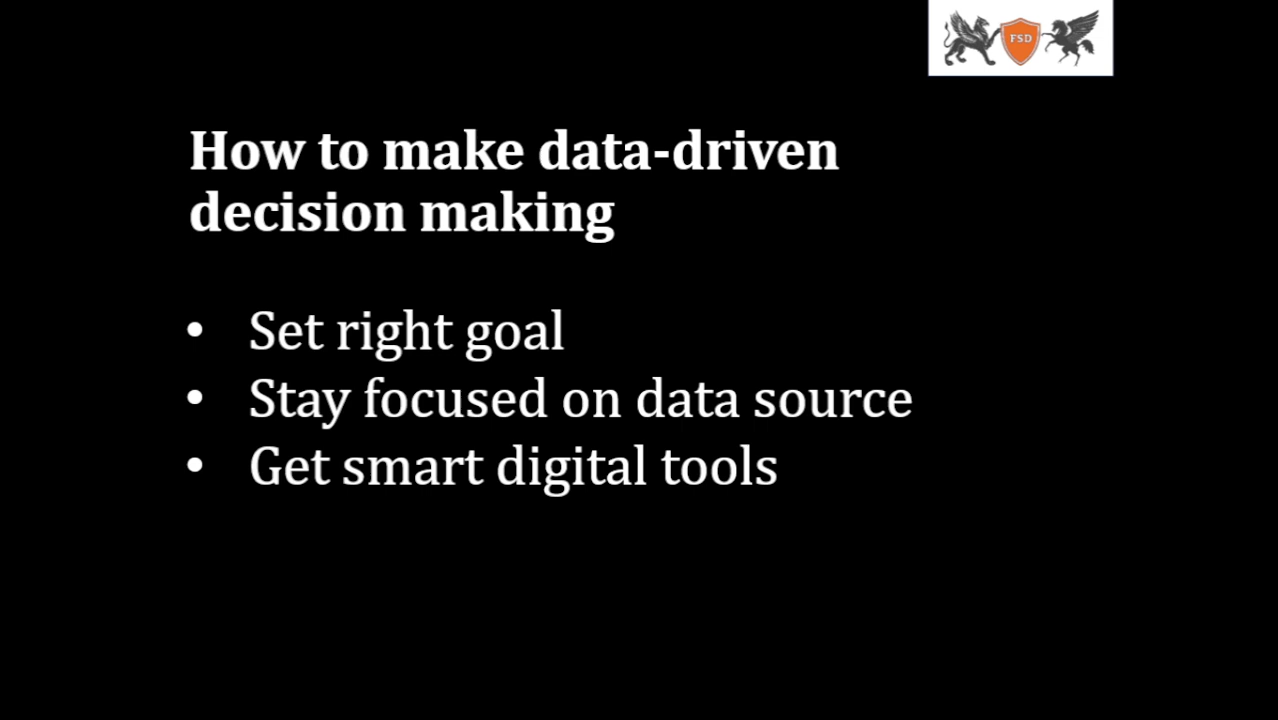 FSD
How to make data-driven
decision making
• Set right goal
• Stay focused on data source
• Get smart digital tools